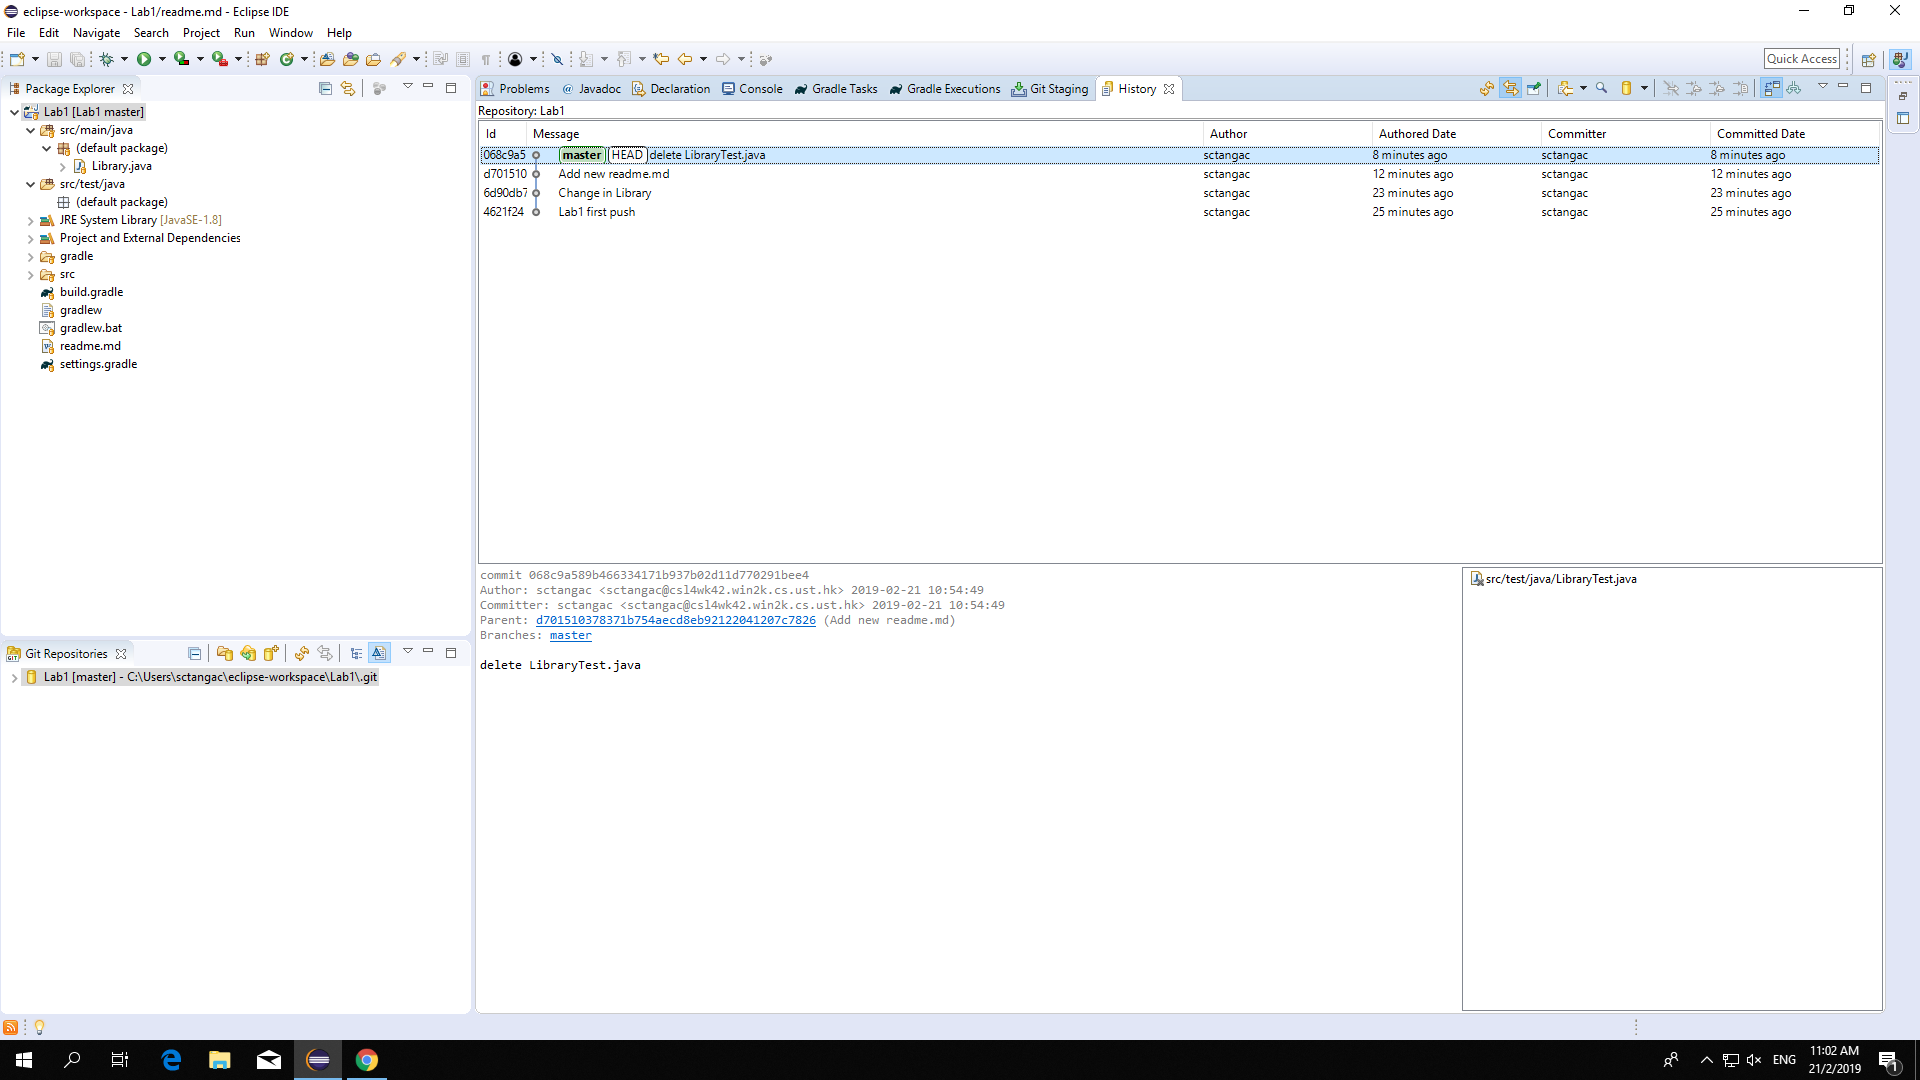 eclipse-workspace - Lab1/readme.md - Eclipse IDE
File Edit Navigate Search Project Run Window Help
Quick Access
Package Explorer
Lab1 [Lab1 master]
src/main/java
(default package)
Library.java
src/test/java
(default package)
JRE System Library [JavaSE-1.8]
Project and External Dependencies
gradle
src
build.gradle
gradlew
gradlew.bat
readme.md
settings.gradle
Git Repositories
Lab1 [master] - C:\Users\sctangac\eclipse-workspace\Lab1\.git
Problems @ Javadoc Declaration Console Gradle Tasks Gradle Executions Git Staging History
Repository: Lab1
Id Message Author Authored Date Committer Committed Date
068c9a5 master HEAD delete LibraryTest.java sctangac 8 minutes ago sctangac 8 minutes ago
d701510 Add new readme.md sctangac 12 minutes ago sctangac 12 minutes ago
6d90db7 Change in Library sctangac 23 minutes ago sctangac 23 minutes ago
4621f24 Lab1 first push sctangac 25 minutes ago sctangac 25 minutes ago
commit 068c9a589b466334171b937b02d11d770291bee4
Author: sctangac <sctangac@csl4wk42.win2k.cs.ust.hk> 2019-02-21 10:54:49
Committer: sctangac <sctangac@csl4wk42.win2k.cs.ust.hk> 2019-02-21 10:54:49
Parent: d701510378371b754aecd8eb92122041207c7826 (Add new readme.md)
Branches: master
delete LibraryTest.java
src/test/java/LibraryTest.java
ENG
11:02 AM
21/2/2019
1